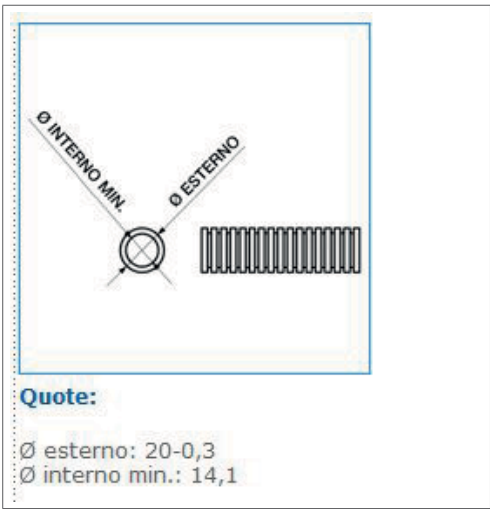 Ø INTERNO MIN.
Ø ESTERNO
Quote:
Ø esterno: 20-0,3
Ø interno min.: 14,1